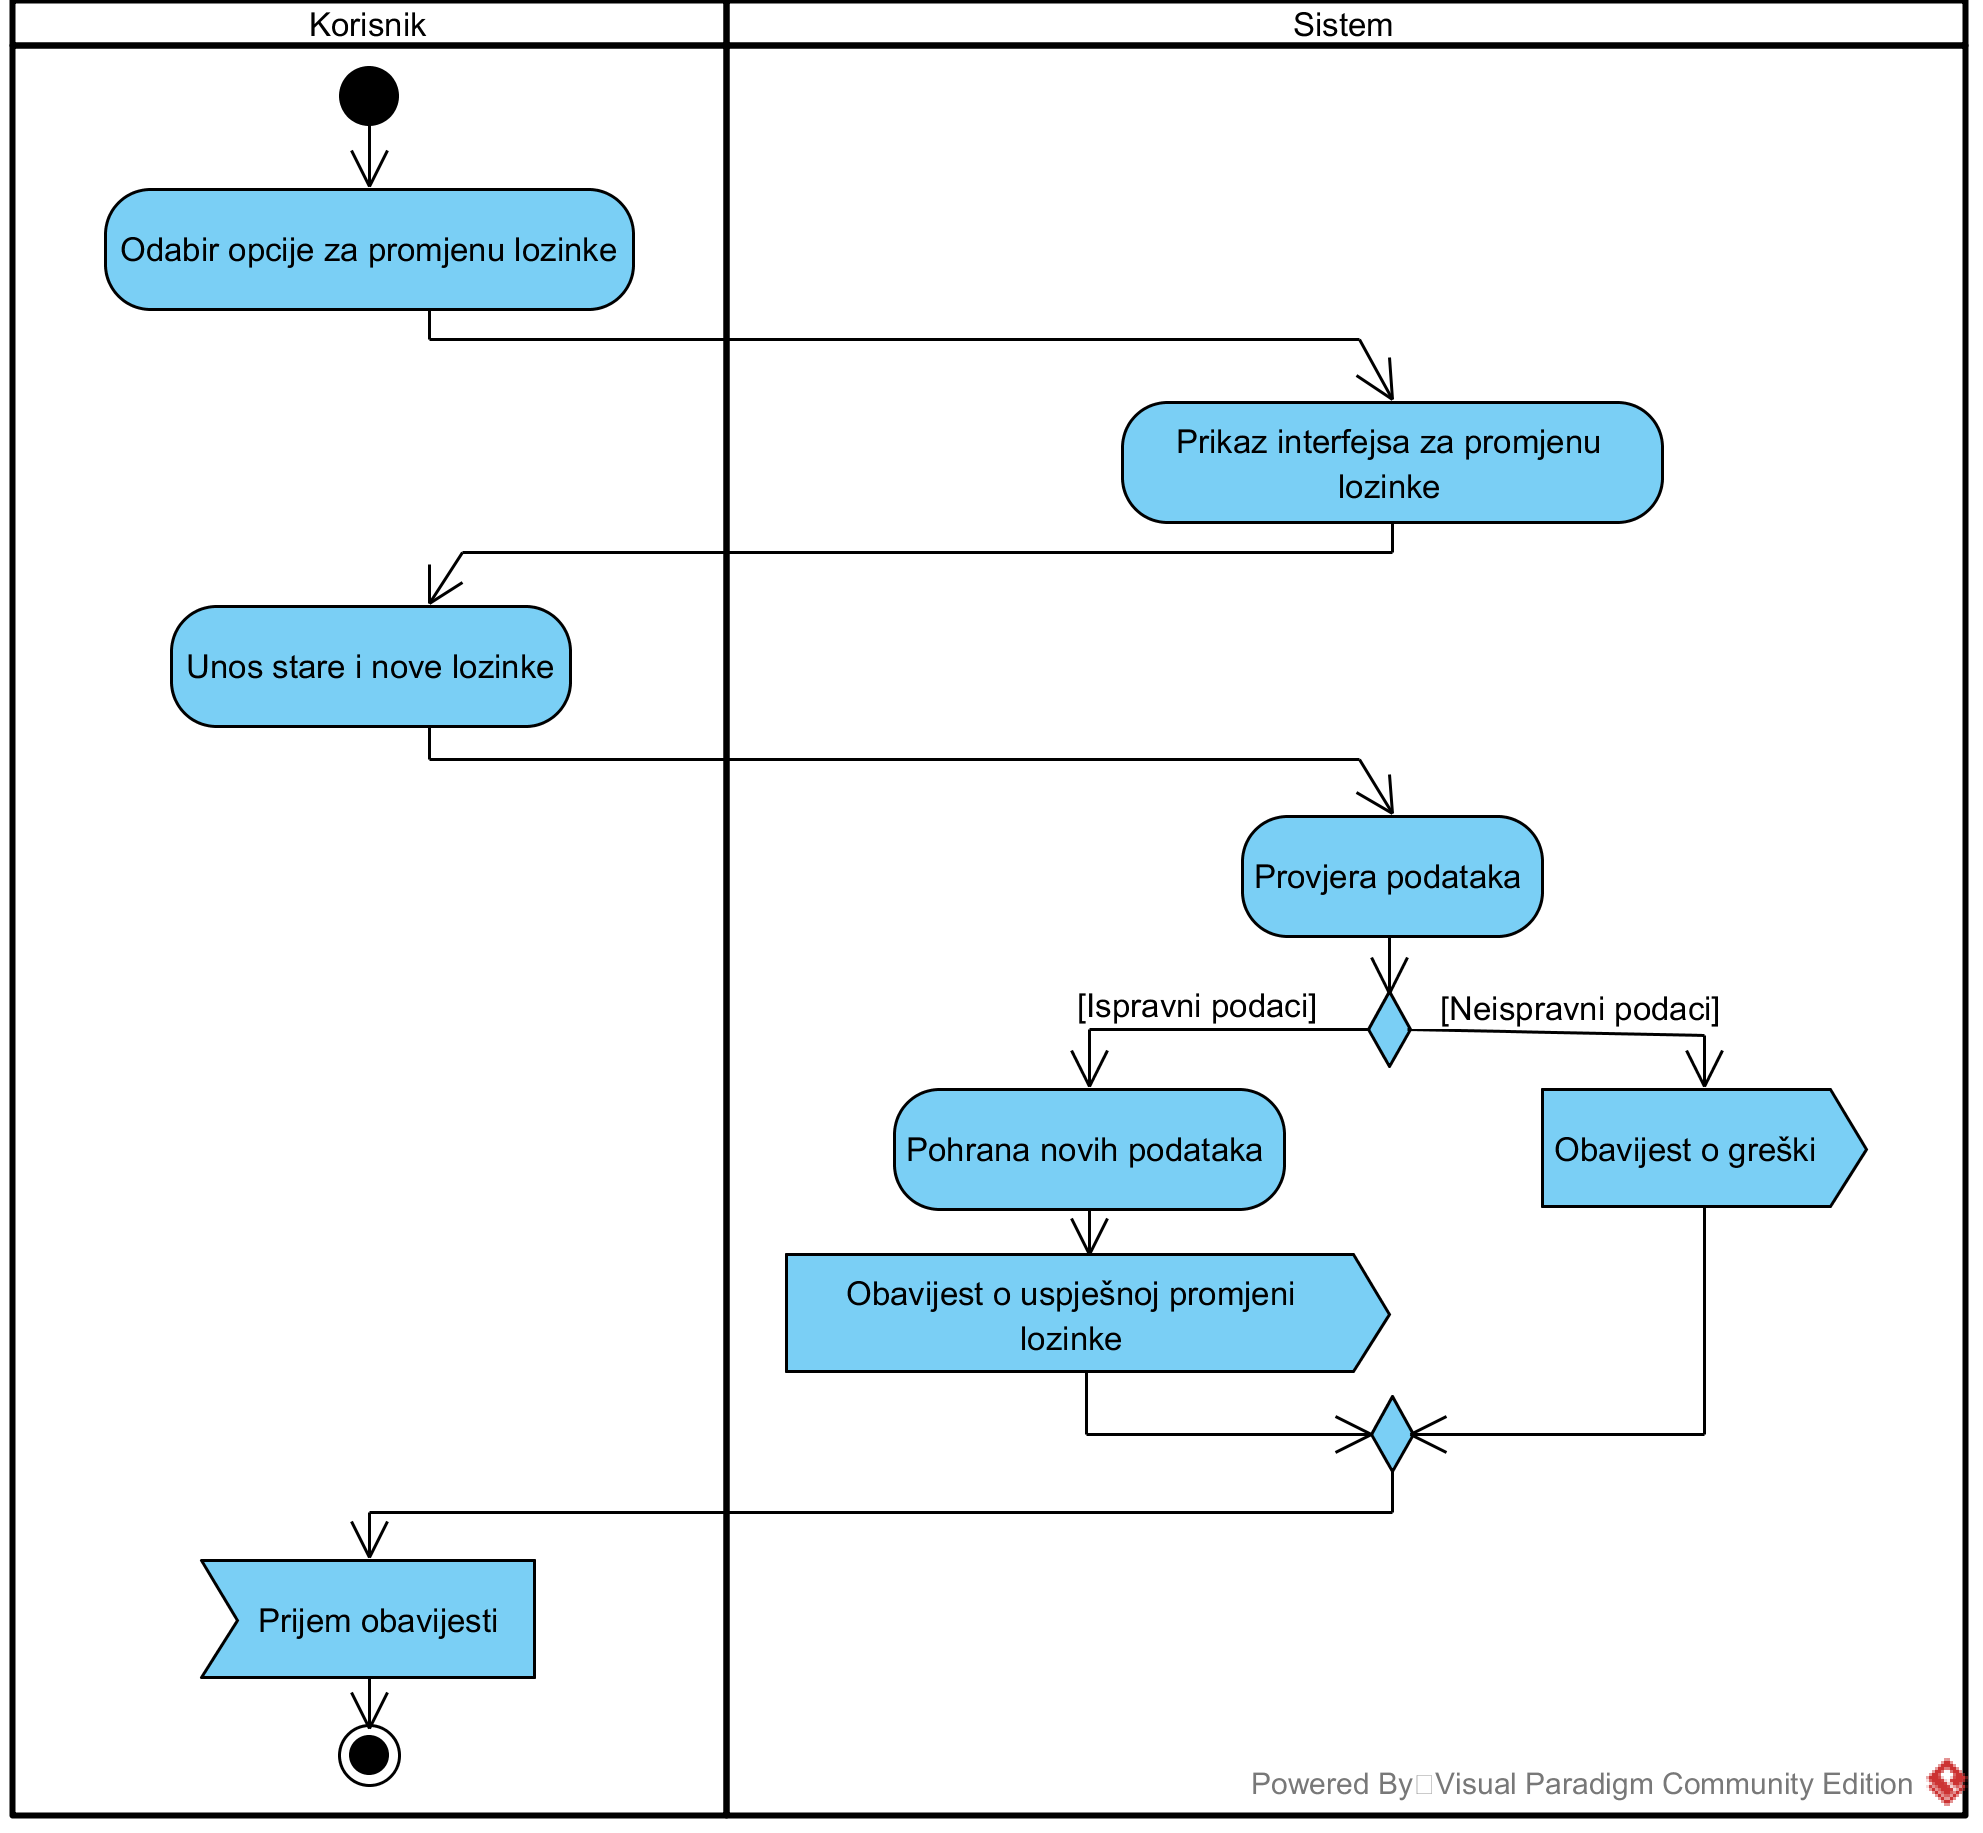 Korisnik
Sistem
Odabir opcije za promjenu lozinke
Prikaz interfejsa za promjenu
lozinke
Unos stare i nove lozinke
Provjera podataka
[Ispravni podaci]
[Neispravni podaci]
Pohrana novih podataka
Obavijest o greški
Obavijest o uspješnoj promjeni
lozinke
Prijem obavijesti
Powered By Visual Paradigm Community Edition